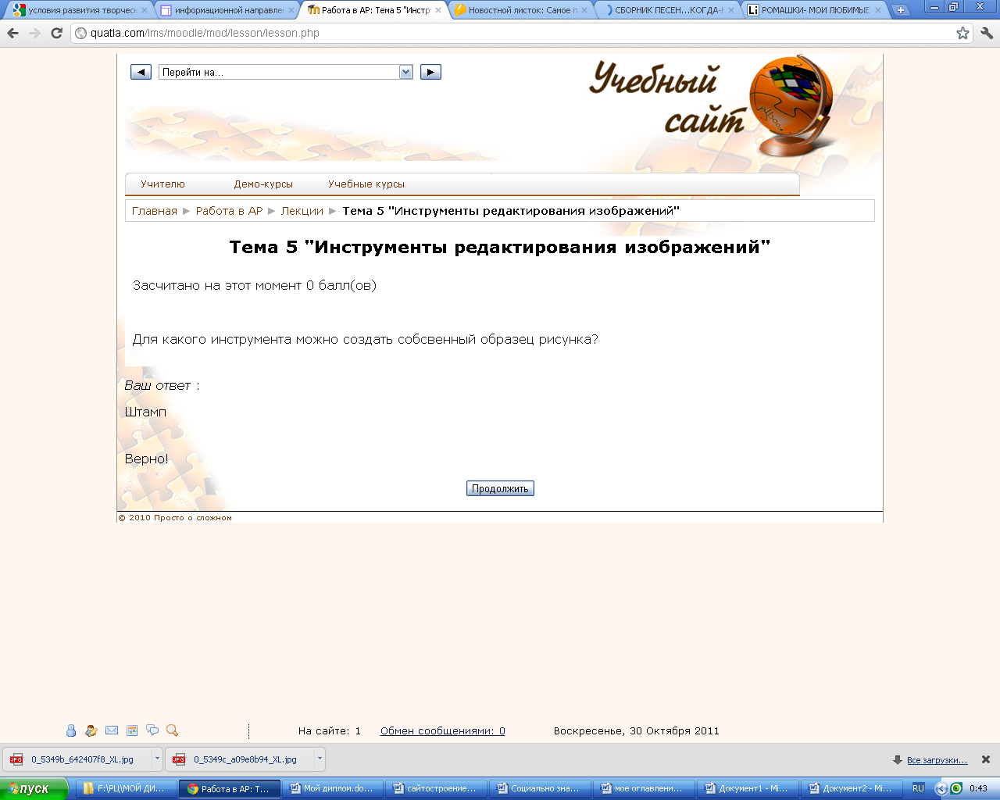 условия развития творческ
информационной направлен
Работа в АР: Тема 5 "Инстр
Новостной листок: Самое п
СБОРНИК ПЕСЕН...КОГДА-Н
Li РОМАШКИ- МОИ ЛЮБИМЫЕ
quatla.com/lms/moodle/mod/lesson/lesson.php
Перейти на...
Учебный
сайт
Учителю Демо-курсы Учебные курсы
Главная ► Работа в АР ► Лекции ► Тема 5 "Инструменты редактирования изображений"
Тема 5 "Инструменты редактирования изображений"
Засчитано на этот момент 0 балл(ов)
Для какого инструмента можно создать собсвенный образец рисунка?
Ваш ответ :
Штамп
Верно!
Продолжить
© 2010 Просто о сложном
На сайте: 1 Обмен сообщениями: 0 Воскресенье, 30 Октября 2011
0_5349b_642407f8_XL.jpg 0_5349c_a09e8b94_XL.jpg Все загрузки...
пуск F:\РЦ\МОЙ ДИ... Работа в АР: Т... Мой диплом.do... сайтостроение... Социально зна... мое оглавлени... Документ1 - Mi... Документ2 - Mi... RU 0:43